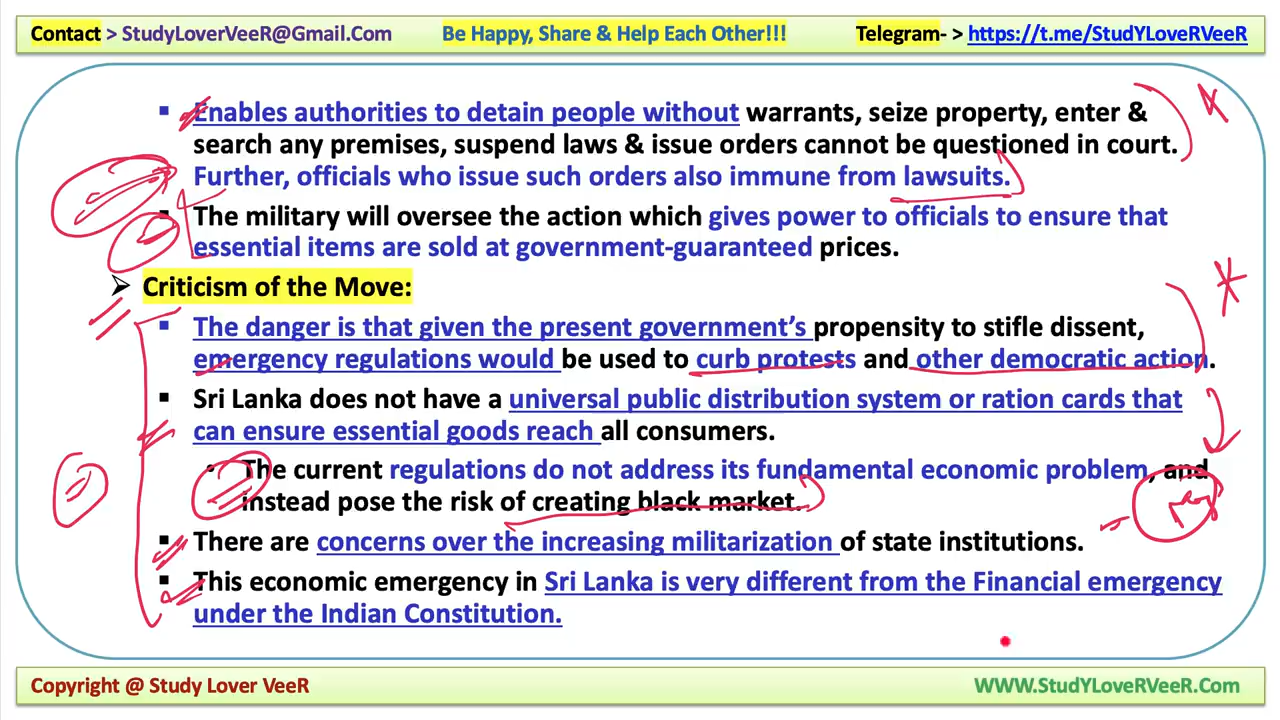 Contact > StudyLoverVeeR@Gmail.Com Be Happy, Share & Help Each Other!!! Telegram- > https://t.me/StudYLoveRVeeR
▪ Enables authorities to detain people without warrants, seize property, enter &
search any premises, suspend laws & issue orders cannot be questioned in court.
Further, officials who issue such orders also immune from lawsuits.
▪ The military will oversee the action which gives power to officials to ensure that
essential items are sold at government-guaranteed prices.
➢ Criticism of the Move:
▪ The danger is that given the present government's propensity to stifle dissent,
emergency regulations would be used to curb protests and other democratic action.
▪ Sri Lanka does not have a universal public distribution system or ration cards that
can ensure essential goods reach all consumers.
• The current regulations do not address its fundamental economic problem, and
instead pose the risk of creating black market.
▪ There are concerns over the increasing militarization of state institutions.
▪ This economic emergency in Sri Lanka is very different from the Financial emergency
under the Indian Constitution.
Copyright @ Study Lover VeeR WWW.StudYLoveRVeeR.Com